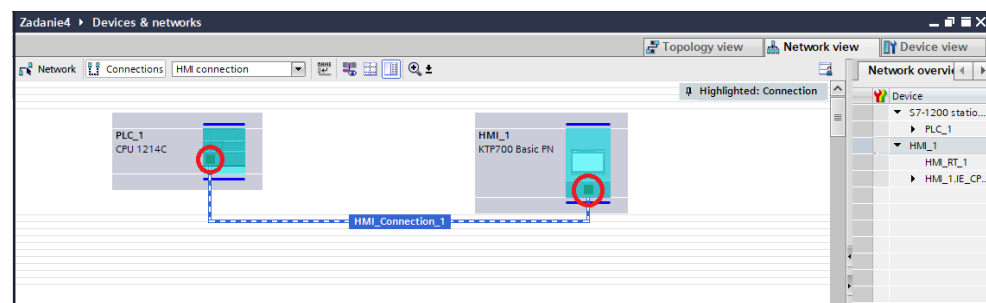 Zadanie4 ▸ Devices & networks
Topology view Network view Device view
Network Connections HMI connection
Network overvi
Highlighted: Connection
Device
PLC_1
CPU 1214C
HMI_1
KTP700 Basic PN
HMI_Connection_1
S7-1200 statio...
PLC_1
HMI_1
HMI_RT_1
HMI_1.IE_CP...